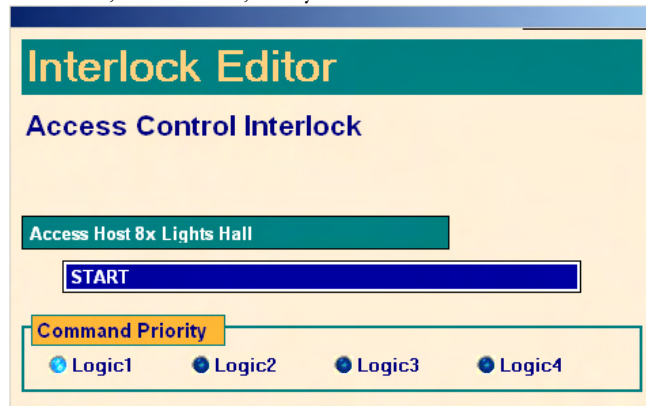 Interlock Editor
Access Control Interlock
Access Host 8x Lights Hall
START
Command Priority
Logic1 Logic2 Logic3 Logic4